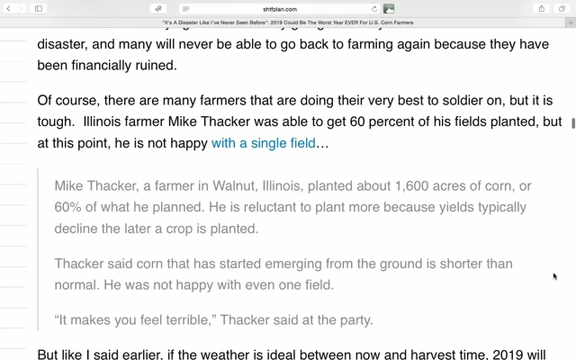 shtfplan.com
"It's A Disaster Like I've Never Seen Before": 2019 Could Be The Worst Year EVER For U.S. Corn Farmers
disaster, and many will never be able to go back to farming again because they have
been financially ruined.
Of course, there are many farmers that are doing their very best to soldier on, but it is
tough. Illinois farmer Mike Thacker was able to get 60 percent of his fields planted, but
at this point, he is not happy with a single field…
Mike Thacker, a farmer in Walnut, Illinois, planted about 1,600 acres of corn, or
60% of what he planned. He is reluctant to plant more because yields typically
decline the later a crop is planted.
Thacker said corn that has started emerging from the ground is shorter than
normal. He was not happy with even one field.
“It makes you feel terrible,” Thacker said at the party.
But like I said earlier, if the weather is ideal between now and harvest time, 2019 will